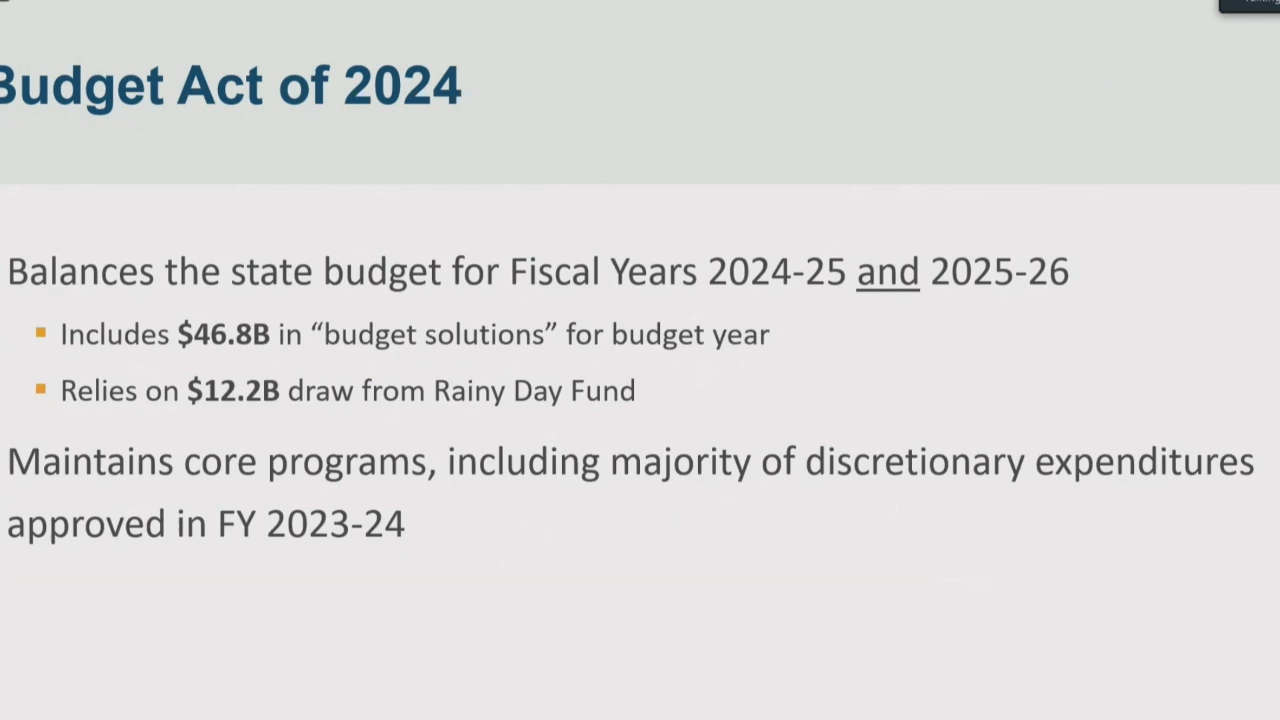 Budget Act of 2024
Balances the state budget for Fiscal Years 2024-25 and 2025-26
▪ Includes $46.8B in “budget solutions” for budget year
▪ Relies on $12.2B draw from Rainy Day Fund
Maintains core programs, including majority of discretionary expenditures
approved in FY 2023-24